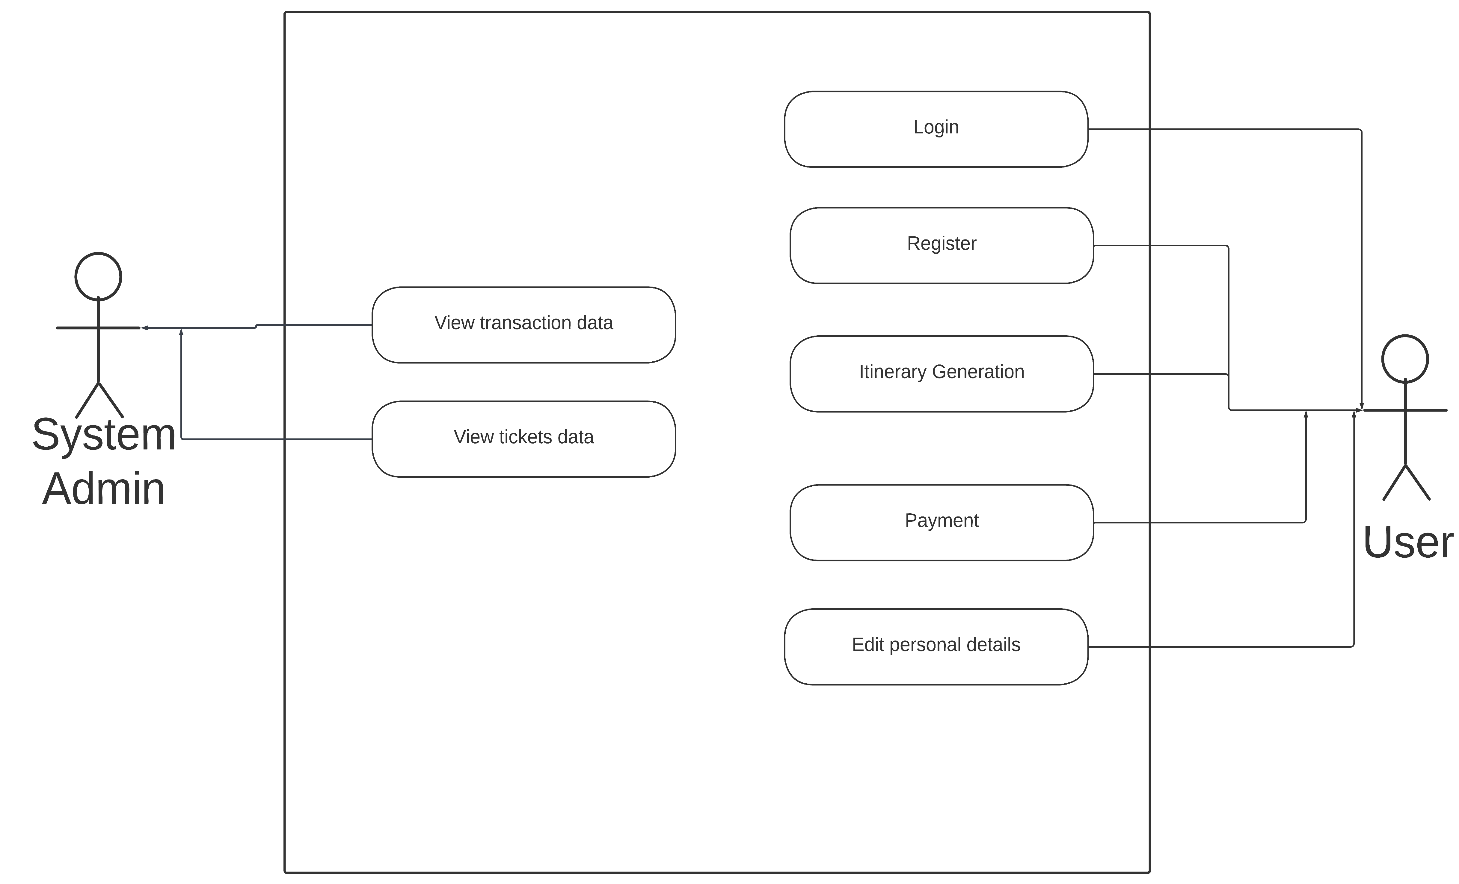 Login
Register
View transaction data
Itinerary Generation
View tickets data
System
Admin
Payment
User
Edit personal details